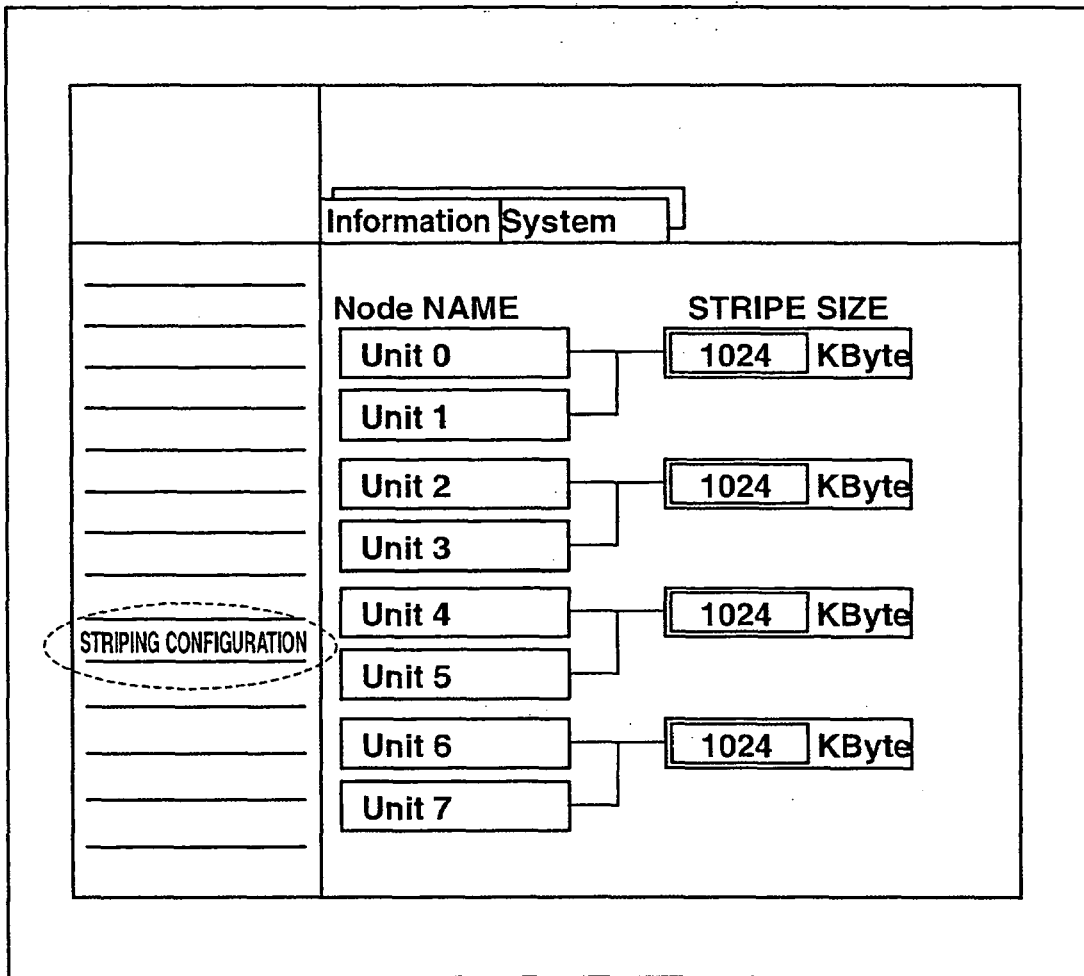 Information System
Node NAME STRIPE SIZE
Unit 0 1024 KByte
Unit 1
Unit 2 1024 KByte
Unit 3
Unit 4 1024 KByte
STRIPING CONFIGURATION
Unit 5
Unit 6 1024 KByte
Unit 7